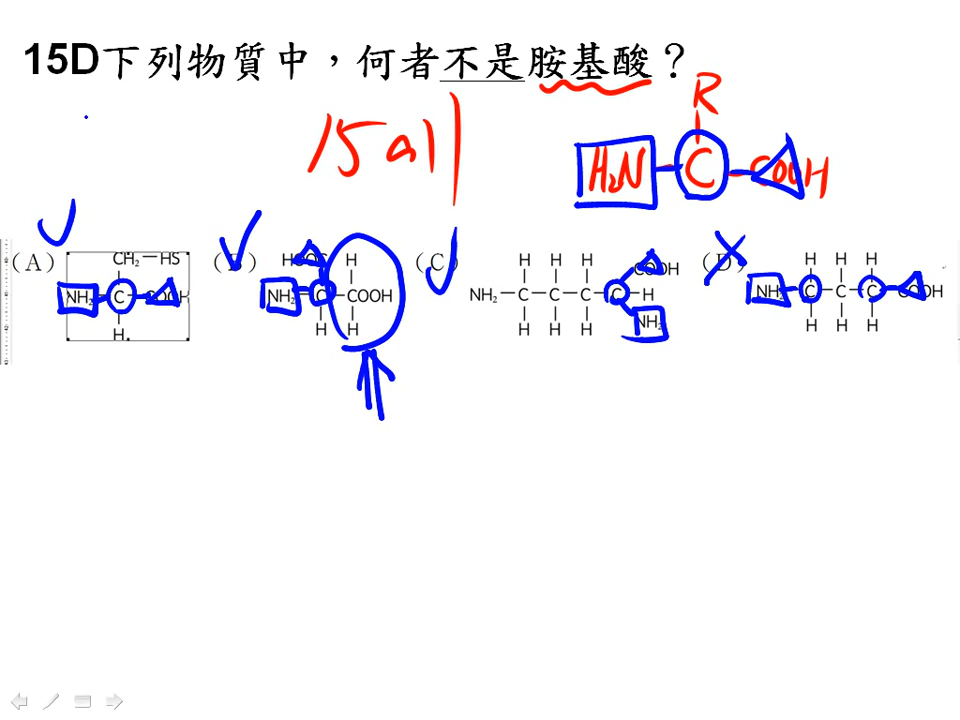 15D下列物質中，何者不是胺基酸？
R
15 all
H₂N C COOH
(A) (B) (C) (D)
CH₂—HS
NH₂—C—COOH
H
HOOC H
NH₂—C—COOH
H H
H H H COOH
NH₂—C—C—C—C—H
H H H NH₂
H H H
NH₂—C—C—C—COOH
H H H